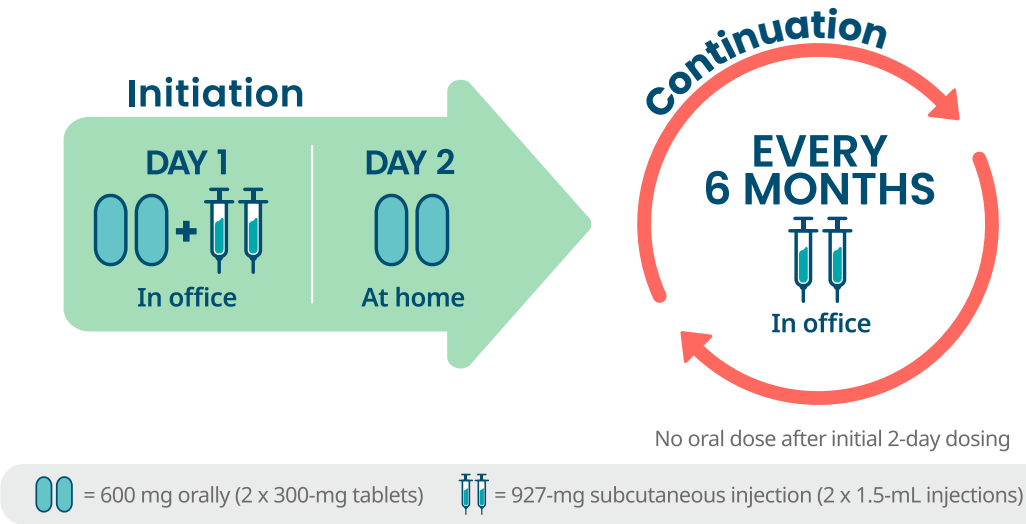 Initiation
DAY 1
+
In office
DAY 2
At home
Continuation
EVERY
6 MONTHS
In office
No oral dose after initial 2-day dosing
= 600 mg orally (2 x 300-mg tablets)
= 927-mg subcutaneous injection (2 x 1.5-mL injections)